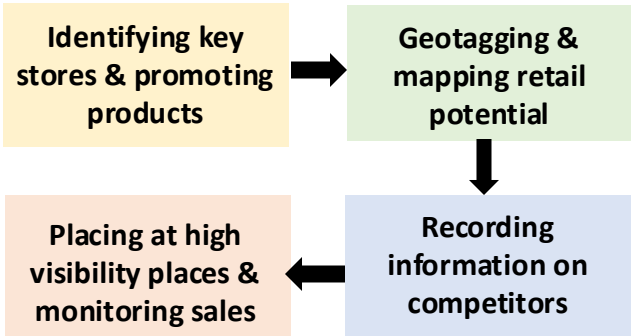 Identifying key
stores & promoting
products
Geotagging &
mapping retail
potential
Recording
information on
competitors
Placing at high
visibility places &
monitoring sales